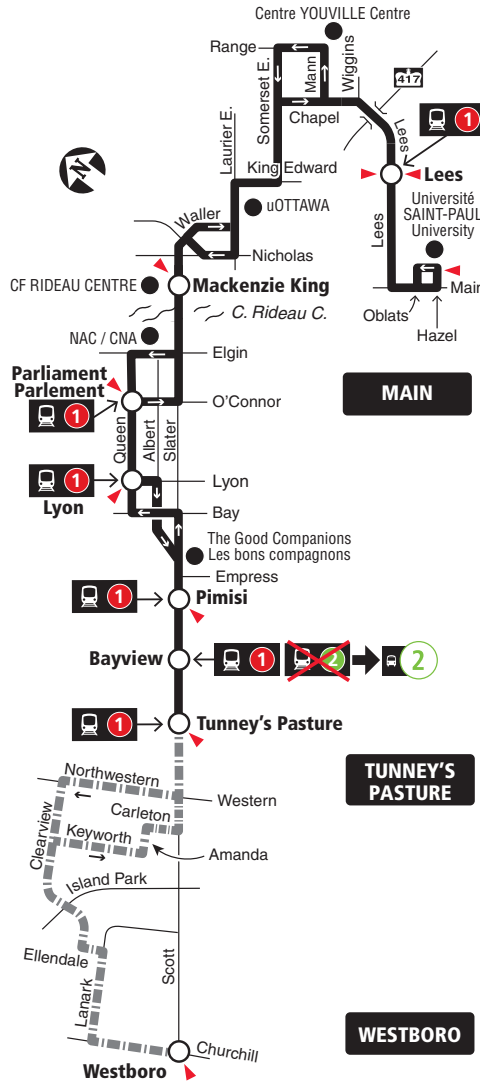 Centre YOUVILLE Centre
Range
Somerset E.
Mann
Wiggins
417
Chapel
Lees
1
Lees
Lees
Laurier E.
King Edward
uOTTAWA
Université
SAINT-PAUL
University
Waller
Nicholas
Main
Oblats
Hazel
N
CF RIDEAU CENTRE
Mackenzie King
C. Rideau C.
NAC / CNA
Elgin
Parliament
Parlement
1
O'Connor
MAIN
Queen
Albert
Slater
1
Lyon
Lyon
Bay
The Good Companions
Les bons compagnons
Empress
1
Pimisi
Bayview
1
2
2
1
Tunney's Pasture
TUNNEY'S
PASTURE
Northwestern
Western
Carleton
Clearview
Keyworth
Amanda
Island Park
Ellendale
Scott
Lanark
WESTBORO
Churchill
Westboro